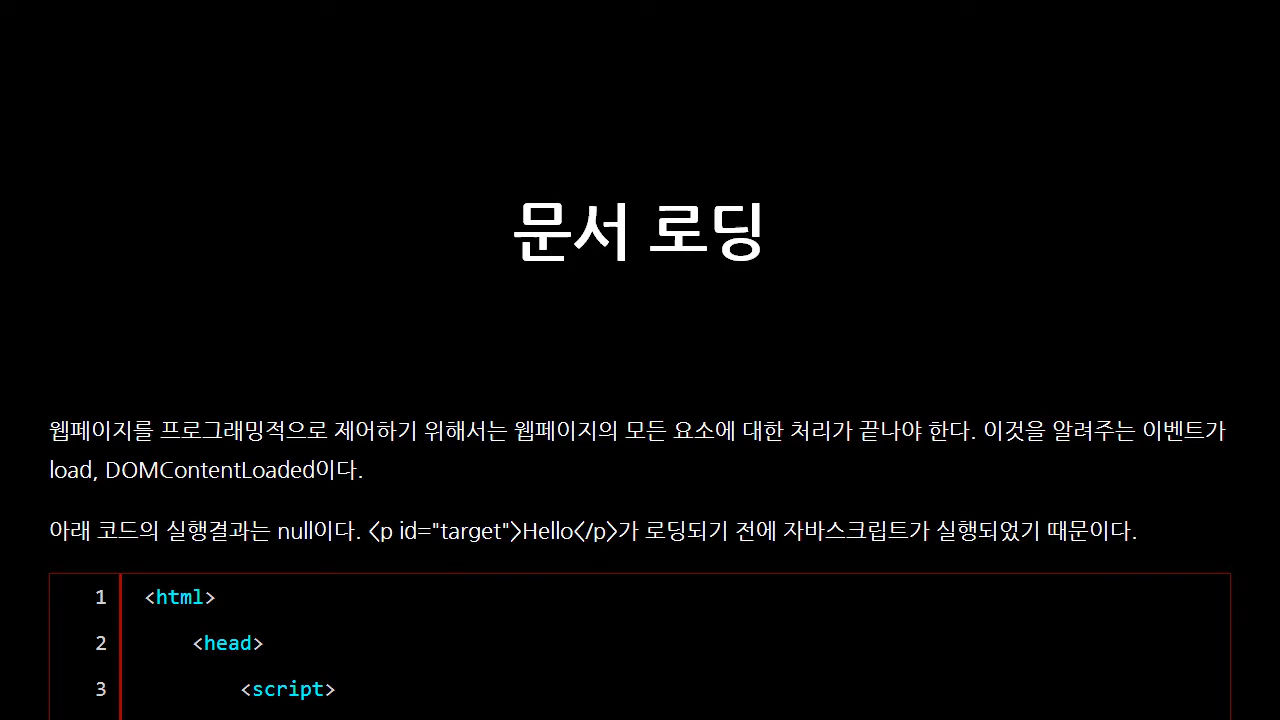 문서 로딩
웹페이지를 프로그래밍적으로 제어하기 위해서는 웹페이지의 모든 요소에 대한 처리가 끝나야 한다. 이것을 알려주는 이벤트가
load, DOMContentLoaded이다.
아래 코드의 실행결과는 null이다. <p id="target">Hello</p>가 로딩되기 전에 자바스크립트가 실행되었기 때문이다.
1 <html>
2 <head>
3 <script>